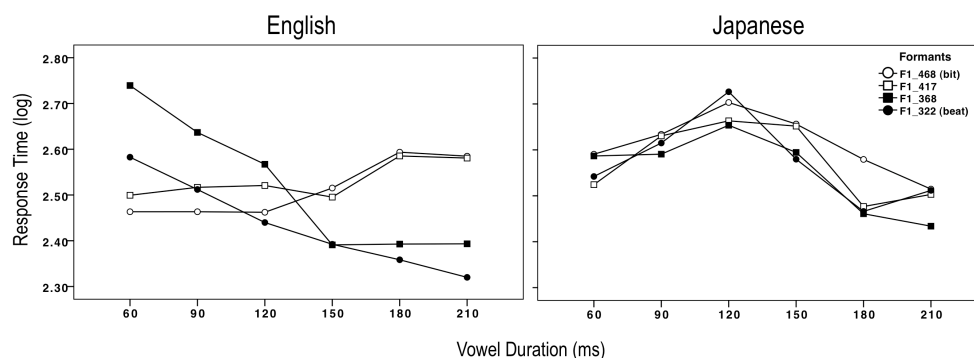 English
Japanese
Response Time (log)
2.80
2.70
2.60
2.50
2.40
2.30
60 90 120 150 180 210
60 90 120 150 180 210
Formants
F1_468 (bit)
F1_417
F1_368
F1_322 (beat)
Vowel Duration (ms)